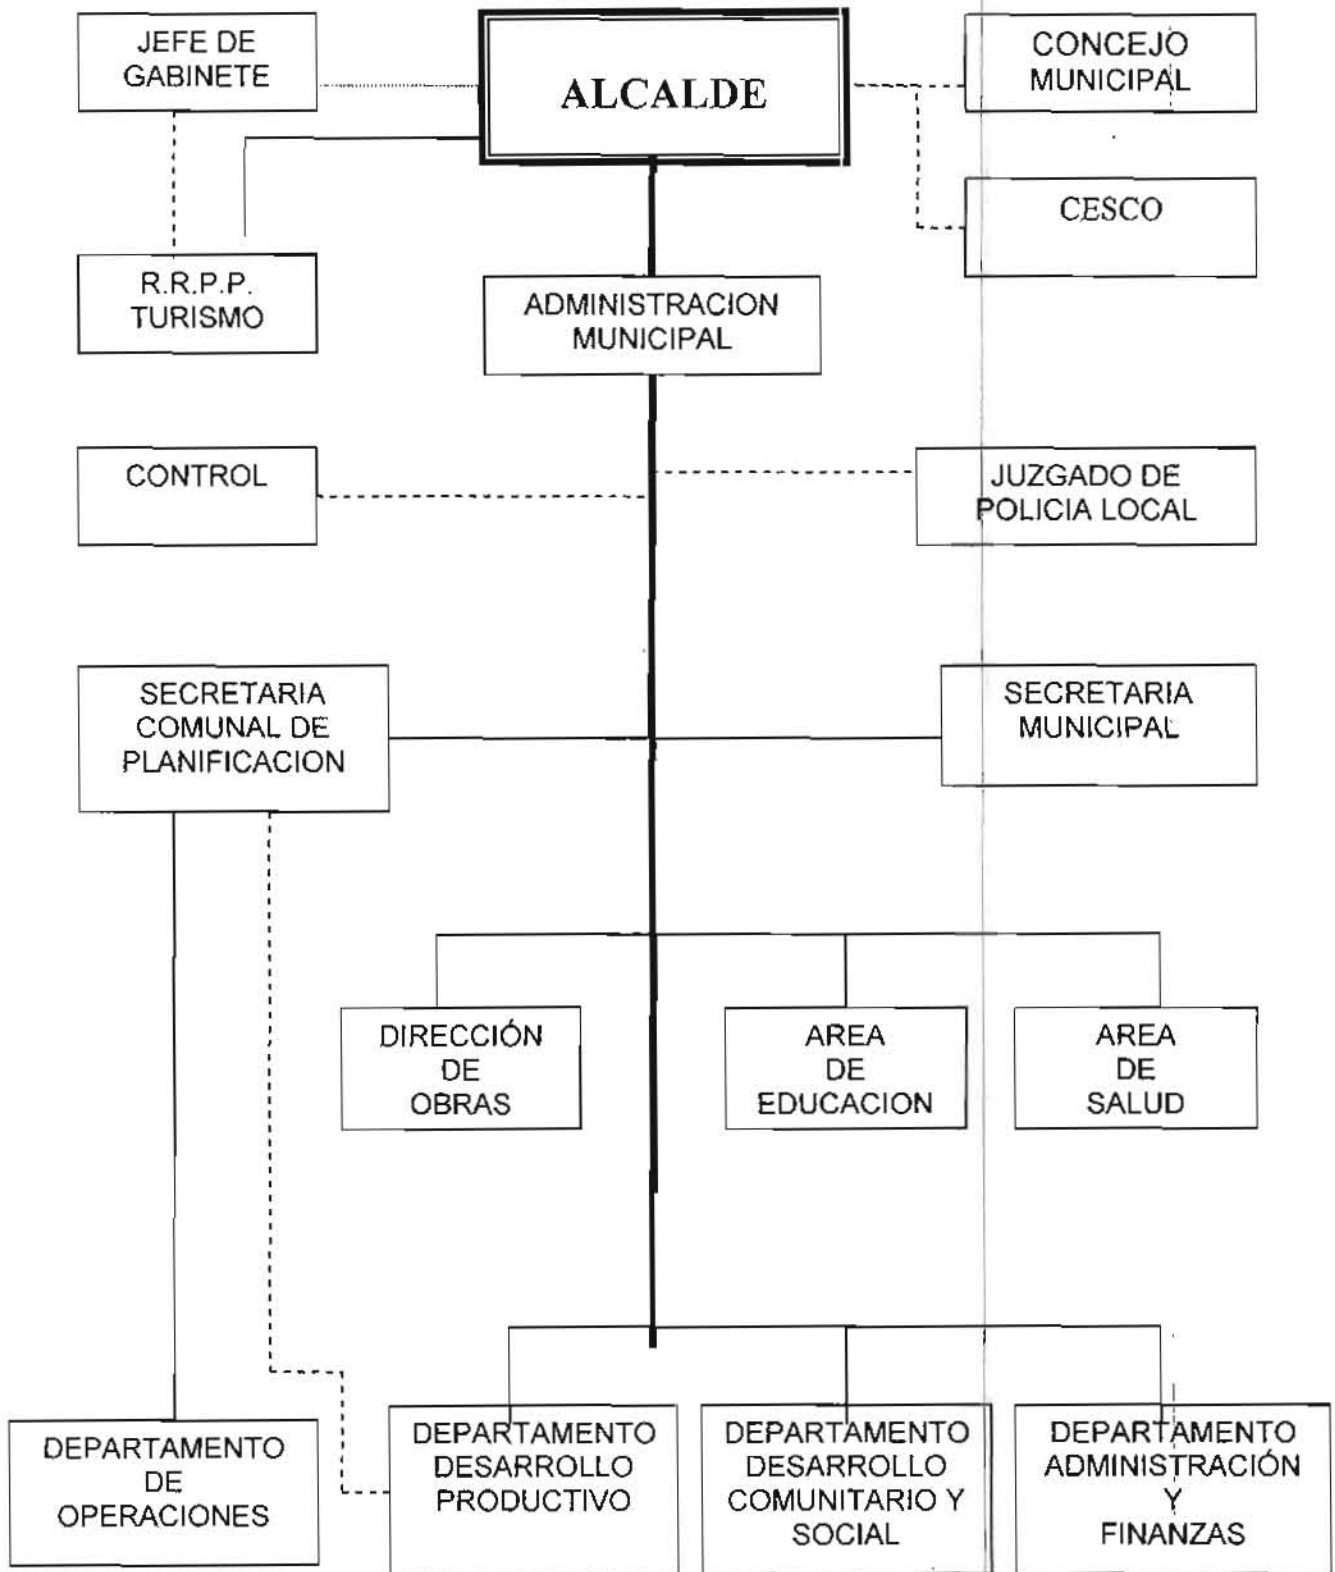 JEFE DE
GABINETE
ALCALDE
CONCEJO
MUNICIPAL
CESCO
R.R.P.P.
TURISMO
ADMINISTRACION
MUNICIPAL
CONTROL
JUZGADO DE
POLICIA LOCAL
SECRETARIA
COMUNAL DE
PLANIFICACION
SECRETARIA
MUNICIPAL
DIRECCIÓN
DE
OBRAS
AREA
DE
EDUCACION
AREA
DE
SALUD
DEPARTAMENTO
DE
OPERACIONES
DEPARTAMENTO
DESARROLLO
PRODUCTIVO
DEPARTAMENTO
DESARROLLO
COMUNITARIO Y
SOCIAL
DEPARTAMENTO
ADMINISTRACIÓN
Y
FINANZAS